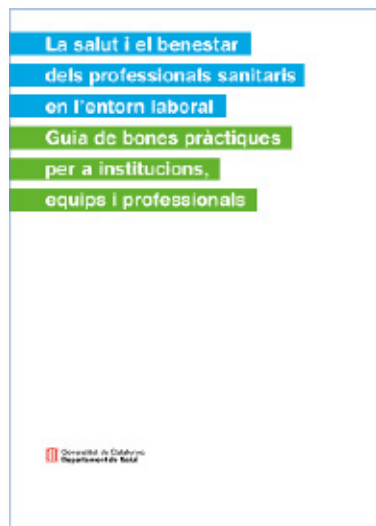 La salut i el benestar
dels professionals sanitaris
en l'entorn laboral
Guia de bones pràctiques
per a institucions,
equips i professionals
Generalitat de Catalunya
Departament de Salut